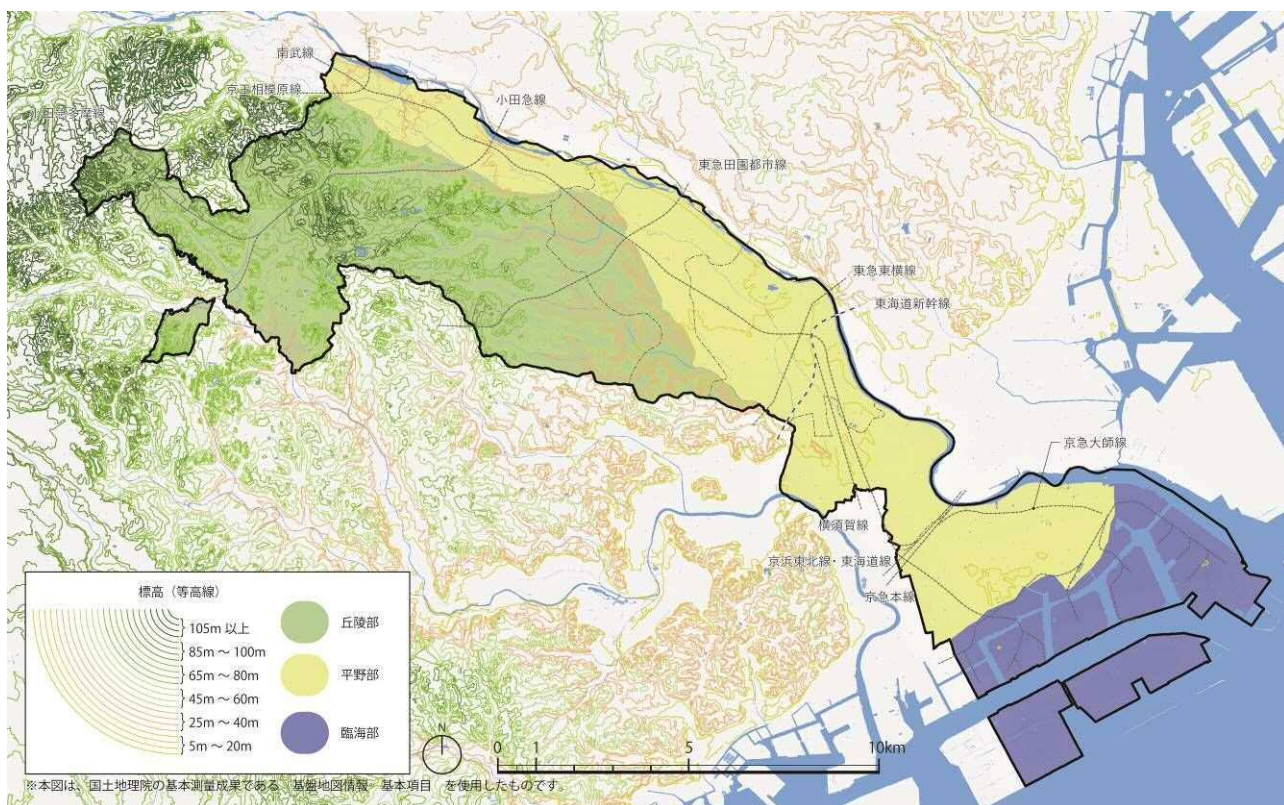 南武線
京王相模原線
小田急多摩線
小田急線
東急田園都市線
東急東横線
東海道新幹線
京急大師線
横須賀線
京浜東北線・東海道線
京急本線
標高（等高線）
105m 以上
85m ～ 100m
65m ～ 80m
45m ～ 60m
25m ～ 40m
5m ～ 20m
丘陵部
平野部
臨海部
N
0 1 5 10km
※本図は、国土地理院の基本測量成果である 基盤地図情報 基本項目 を使用したものです。